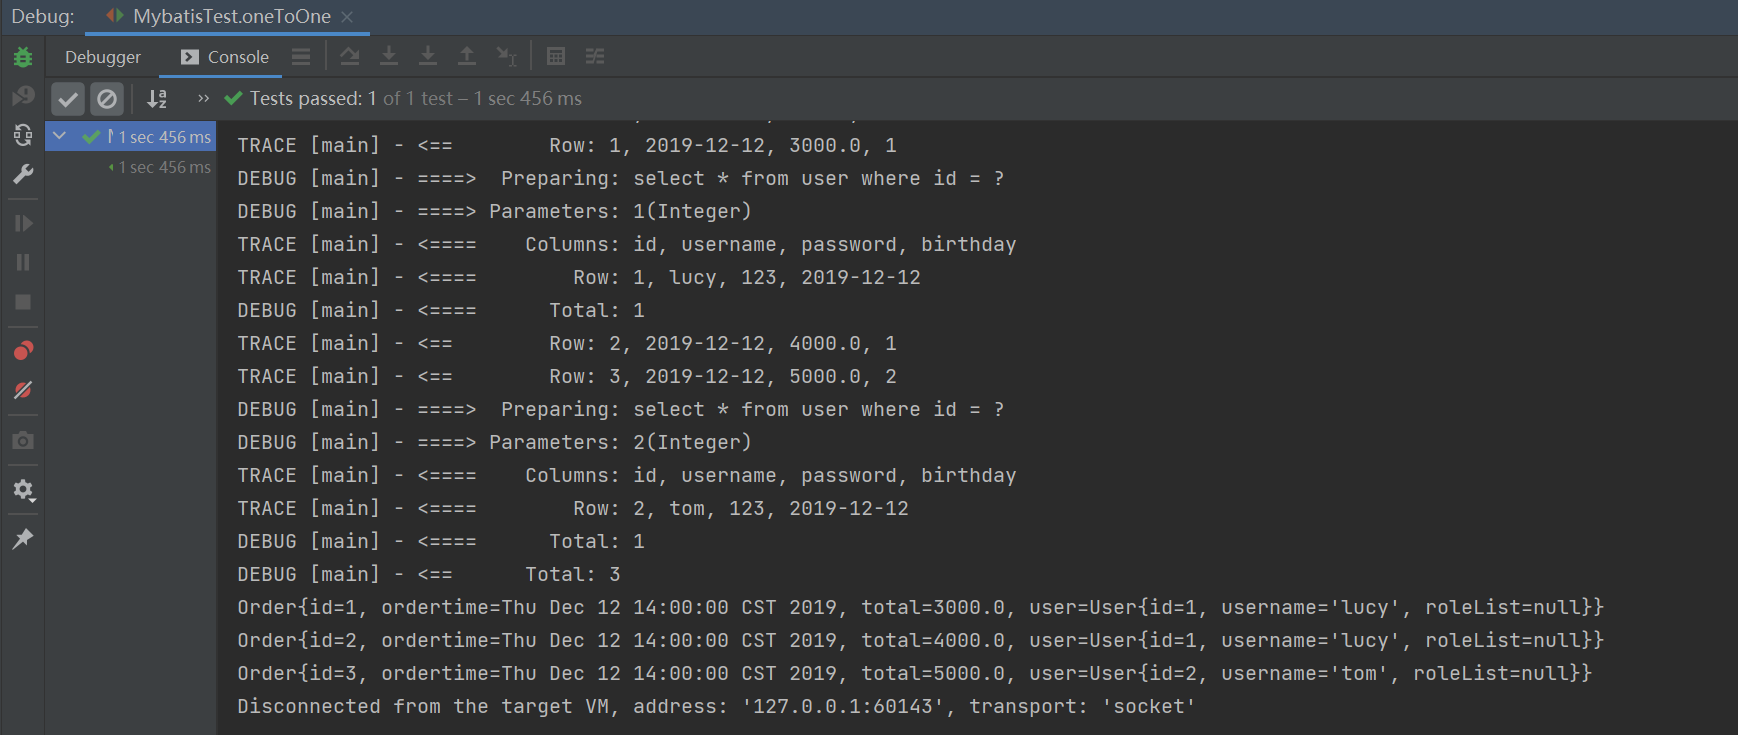 Debug: MybatisTest.oneToOne
Debugger Console
Tests passed: 1 of 1 test – 1 sec 456 ms
1 sec 456 ms
1 sec 456 ms
TRACE [main] - <==        Row: 1, 2019-12-12, 3000.0, 1
DEBUG [main] - ====>  Preparing: select * from user where id = ?
DEBUG [main] - ====> Parameters: 1(Integer)
TRACE [main] - <====    Columns: id, username, password, birthday
TRACE [main] - <====        Row: 1, lucy, 123, 2019-12-12
DEBUG [main] - <====      Total: 1
TRACE [main] - <==        Row: 2, 2019-12-12, 4000.0, 1
TRACE [main] - <==        Row: 3, 2019-12-12, 5000.0, 2
DEBUG [main] - ====>  Preparing: select * from user where id = ?
DEBUG [main] - ====> Parameters: 2(Integer)
TRACE [main] - <====    Columns: id, username, password, birthday
TRACE [main] - <====        Row: 2, tom, 123, 2019-12-12
DEBUG [main] - <====      Total: 1
DEBUG [main] - <==      Total: 3
Order{id=1, ordertime=Thu Dec 12 14:00:00 CST 2019, total=3000.0, user=User{id=1, username='lucy', roleList=null}}
Order{id=2, ordertime=Thu Dec 12 14:00:00 CST 2019, total=4000.0, user=User{id=1, username='lucy', roleList=null}}
Order{id=3, ordertime=Thu Dec 12 14:00:00 CST 2019, total=5000.0, user=User{id=2, username='tom', roleList=null}}
Disconnected from the target VM, address: '127.0.0.1:60143', transport: 'socket'